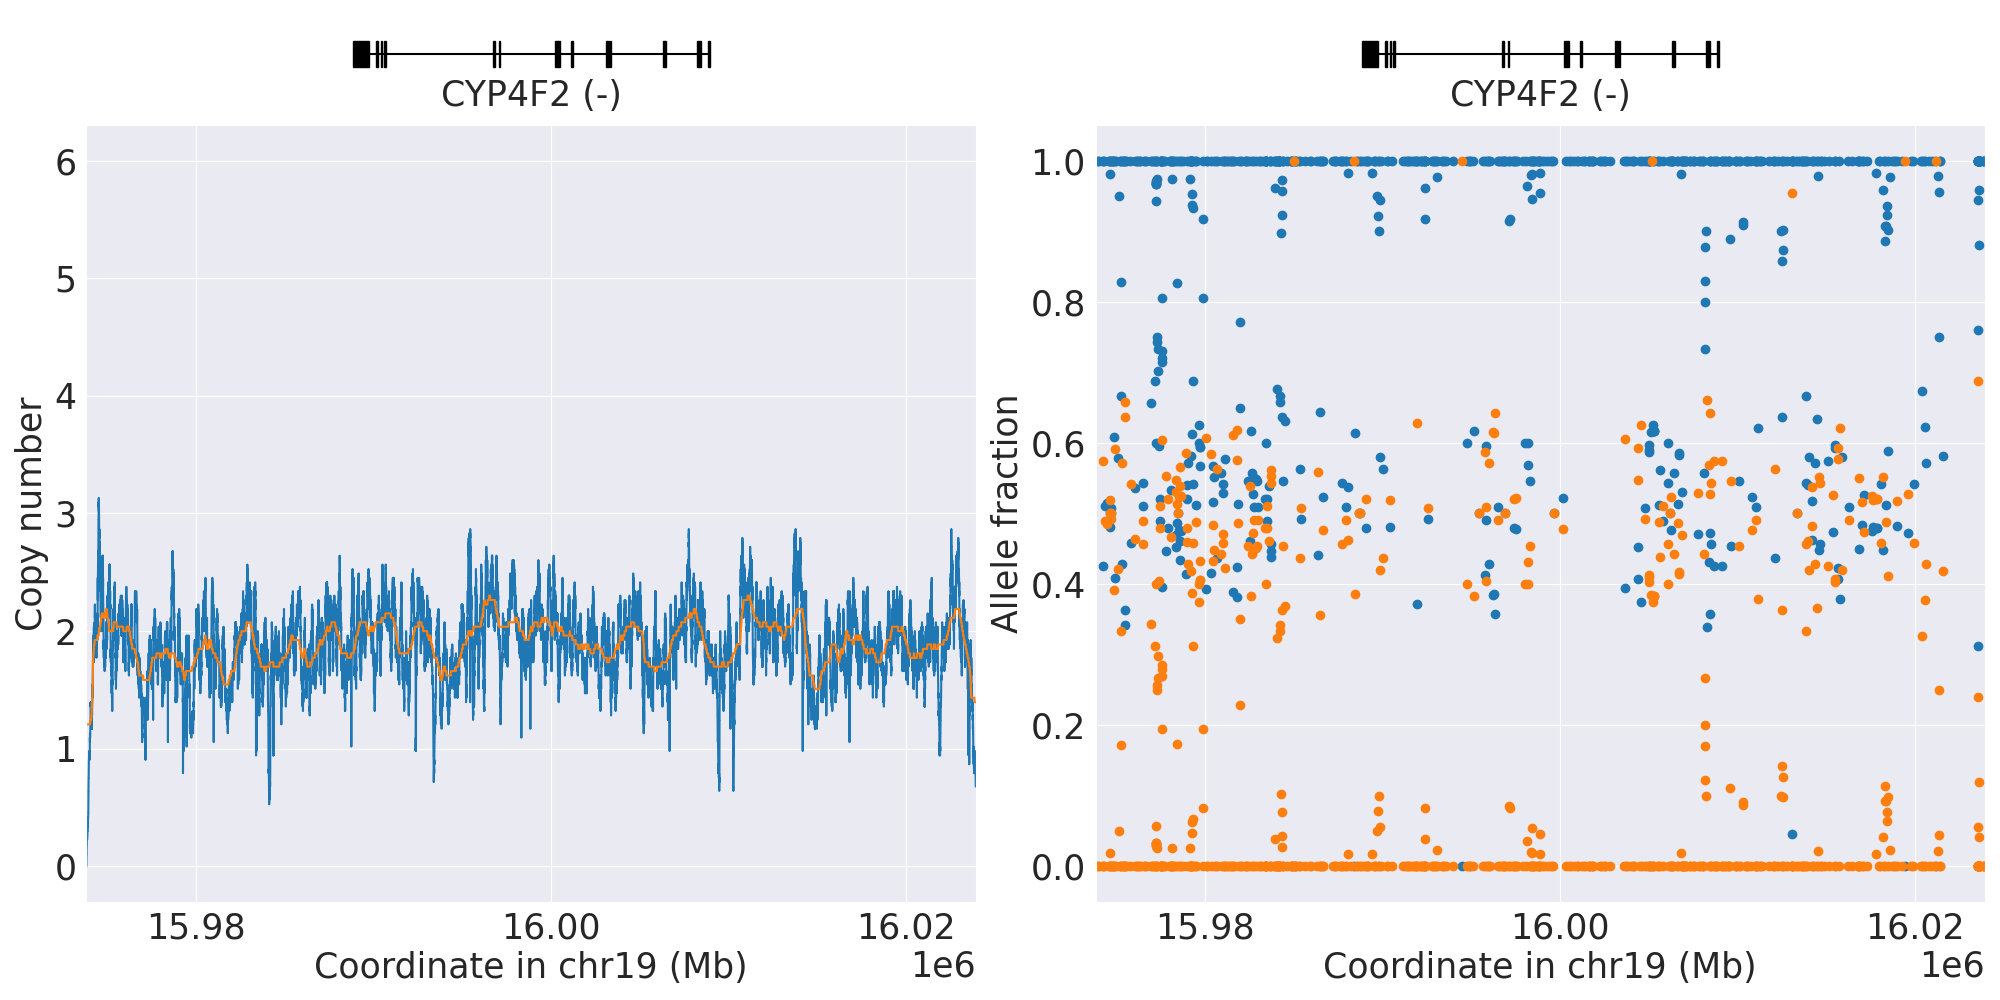 CYP4F2 (-)
Copy number
6
5
4
3
2
1
0
15.98 16.00 16.02
Coordinate in chr19 (Mb)
1e6
CYP4F2 (-)
Allele fraction
1.0
0.8
0.6
0.4
0.2
0.0
15.98 16.00 16.02
Coordinate in chr19 (Mb)
1e6